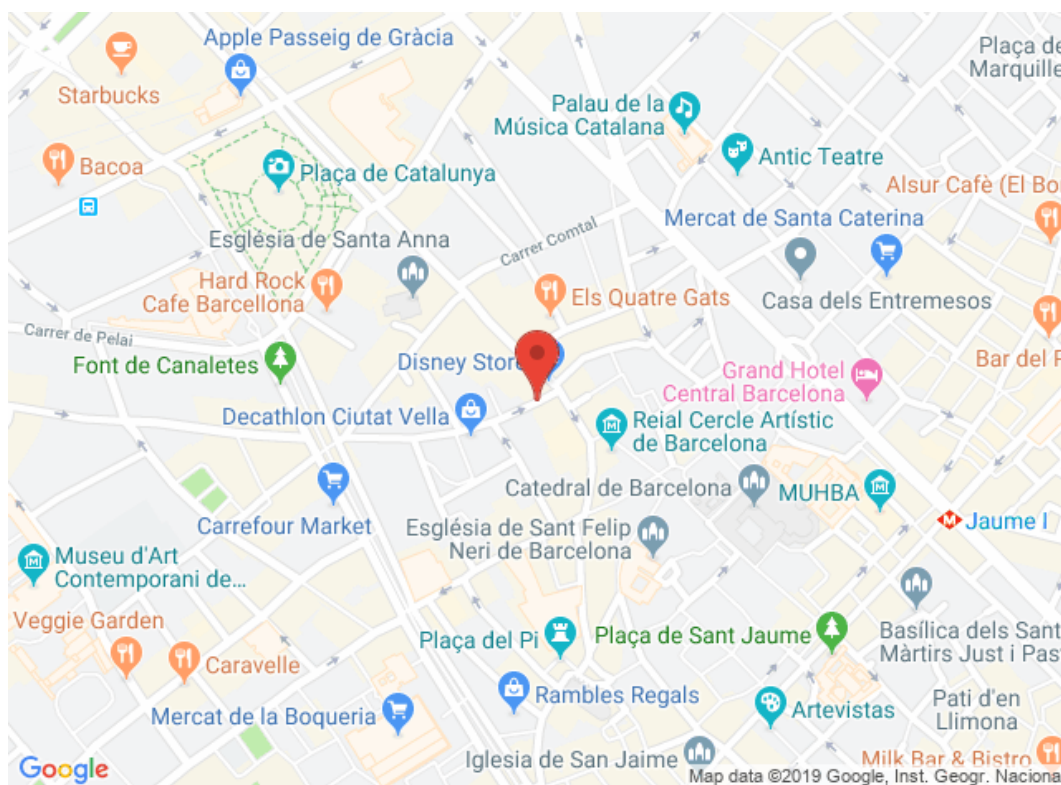 Apple Passeig de Gràcia
Starbucks
Plaça de
Marquille
Palau de la
Música Catalana
Antic Teatre
Bacoa
Plaça de Catalunya
Alsur Cafè (El Bor
Mercat de Santa Caterina
Església de Santa Anna
Carrer Comtal
Hard Rock
Cafe Barcellona
Els Quatre Gats
Casa dels Entremesos
Carrer de Pelai
Font de Canaletes
Disney Store
Grand Hotel
Central Barcelona
Bar del P
Decathlon Ciutat Vella
Reial Cercle Artístic
de Barcelona
Catedral de Barcelona
MUHBA
Carrefour Market
Església de Sant Felip
Neri de Barcelona
M
Jaume I
Museu d'Art
Contemporani de...
Veggie Garden
Plaça del Pi
Plaça de Sant Jaume
Basílica dels Sant
Màrtirs Just i Past
Caravelle
Rambles Regals
Mercat de la Boqueria
Artevistas
Pati d'en
Llimona
Iglesia de San Jaime
Milk Bar & Bistro
Google
Map data ©2019 Google, Inst. Geogr. Naciona